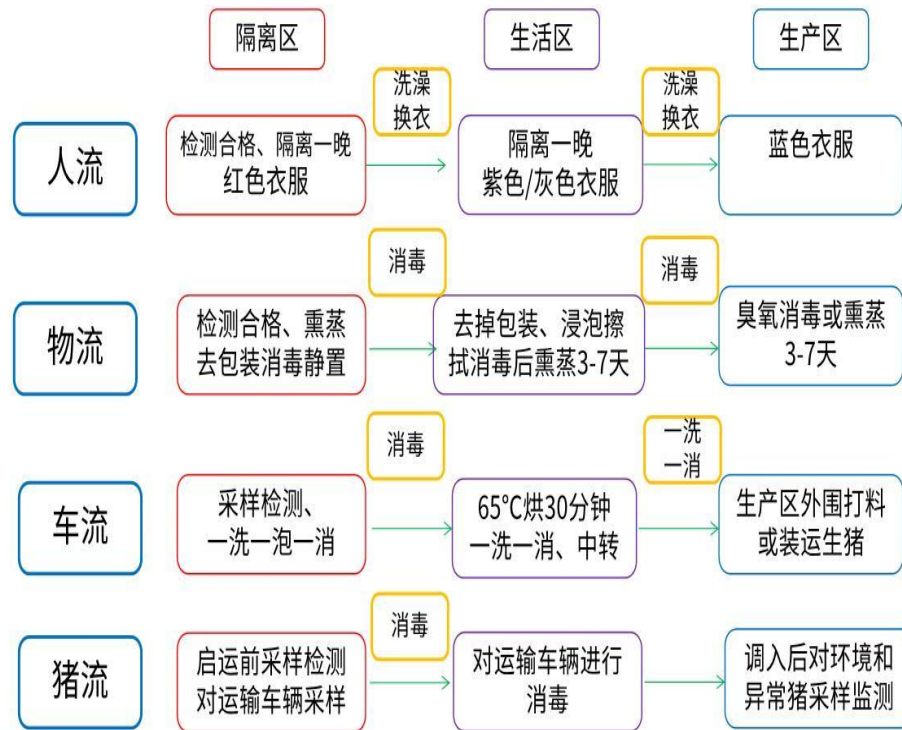 隔离区
生活区
生产区
洗澡
换衣
洗澡
换衣
人流
检测合格、隔离一晚
红色衣服
隔离一晚
紫色/灰色衣服
蓝色衣服
消毒
消毒
物流
检测合格、熏蒸
去包装消毒静置
去掉包装、浸泡擦
拭消毒后熏蒸3-7天
臭氧消毒或熏蒸
3-7天
消毒
一洗
一消
车流
采样检测、
一洗一泡一消
65℃烘30分钟
一洗一消、中转
生产区外围打料
或装运生猪
消毒
猪流
启运前采样检测
对运输车辆采样
对运输车辆进行
消毒
调入后对环境和
异常猪采样监测